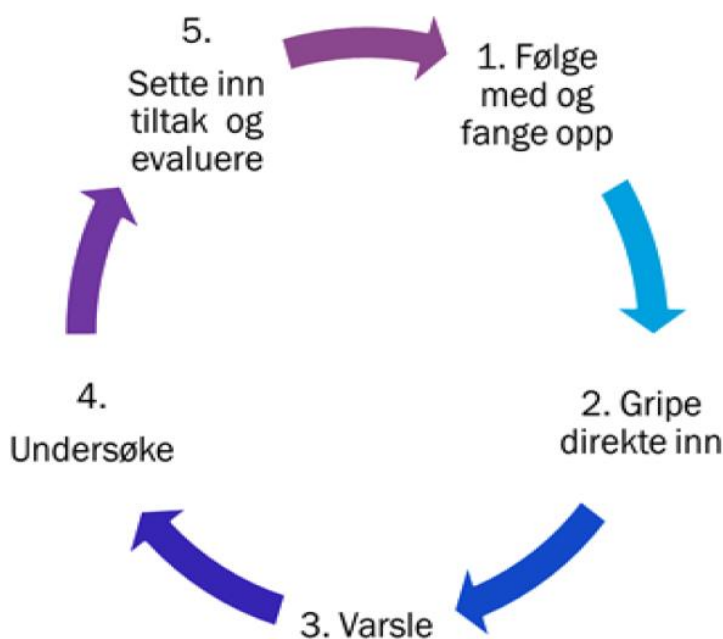 1. Følge
med og
fange opp
2. Gripe
direkte inn
3. Varsle
4.
Undersøke
5.
Sette inn
tiltak og
evaluere